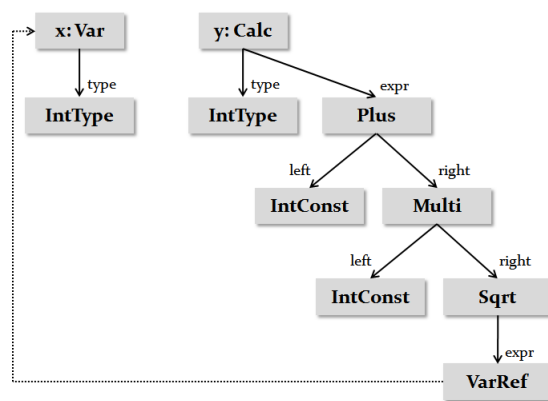 x: Var y: Calc
type type expr
IntType IntType Plus
left right
IntConst Multi
left right
IntConst Sqrt
expr
VarRef